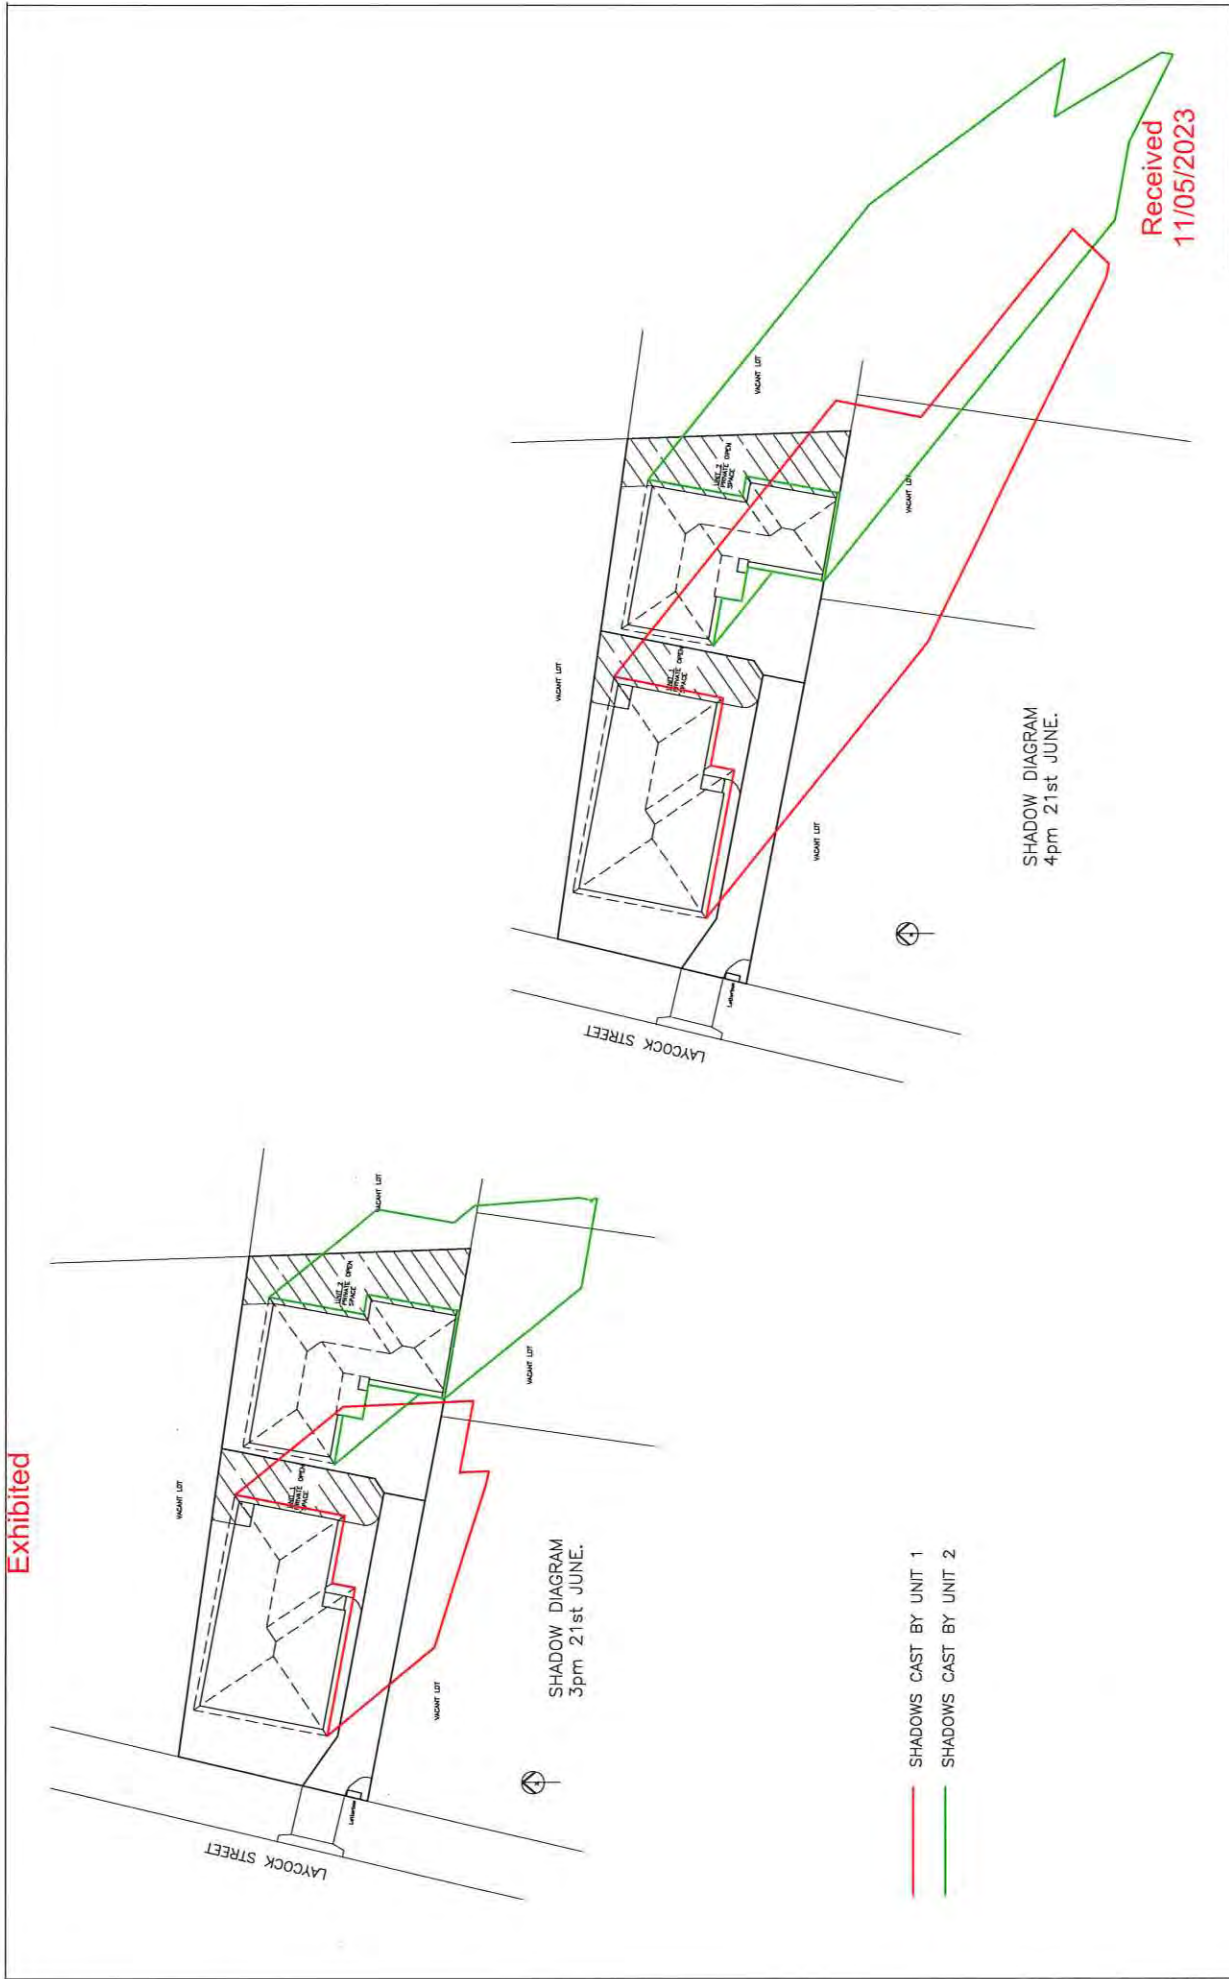 Exhibited
LAYCOCK STREET
VACANT LOT
VACANT LOT
VACANT LOT
VACANT LOT
UNIT 1
PRIVATE OPEN
SPACE
UNIT 2
PRIVATE OPEN
SPACE
Letterbox
SHADOW DIAGRAM
3pm 21st JUNE.
LAYCOCK STREET
VACANT LOT
VACANT LOT
VACANT LOT
VACANT LOT
UNIT 1
PRIVATE OPEN
SPACE
UNIT 2
PRIVATE OPEN
SPACE
Letterbox
SHADOW DIAGRAM
4pm 21st JUNE.
SHADOWS CAST BY UNIT 1
SHADOWS CAST BY UNIT 2
Received
11/05/2023